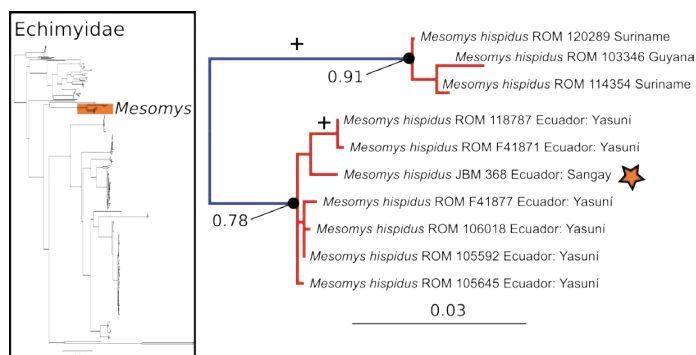 Echimyidae
Mesomys
+
0.91
Mesomys hispidus ROM 120289 Suriname
Mesomys hispidus ROM 103346 Guyana
Mesomys hispidus ROM 114354 Suriname
+
0.78
Mesomys hispidus ROM 118787 Ecuador: Yasuní
Mesomys hispidus ROM F41871 Ecuador: Yasuní
Mesomys hispidus JBM 368 Ecuador: Sangay
Mesomys hispidus ROM F41877 Ecuador: Yasuní
Mesomys hispidus ROM 106018 Ecuador: Yasuní
Mesomys hispidus ROM 105592 Ecuador: Yasuní
Mesomys hispidus ROM 105645 Ecuador: Yasuní
0.03